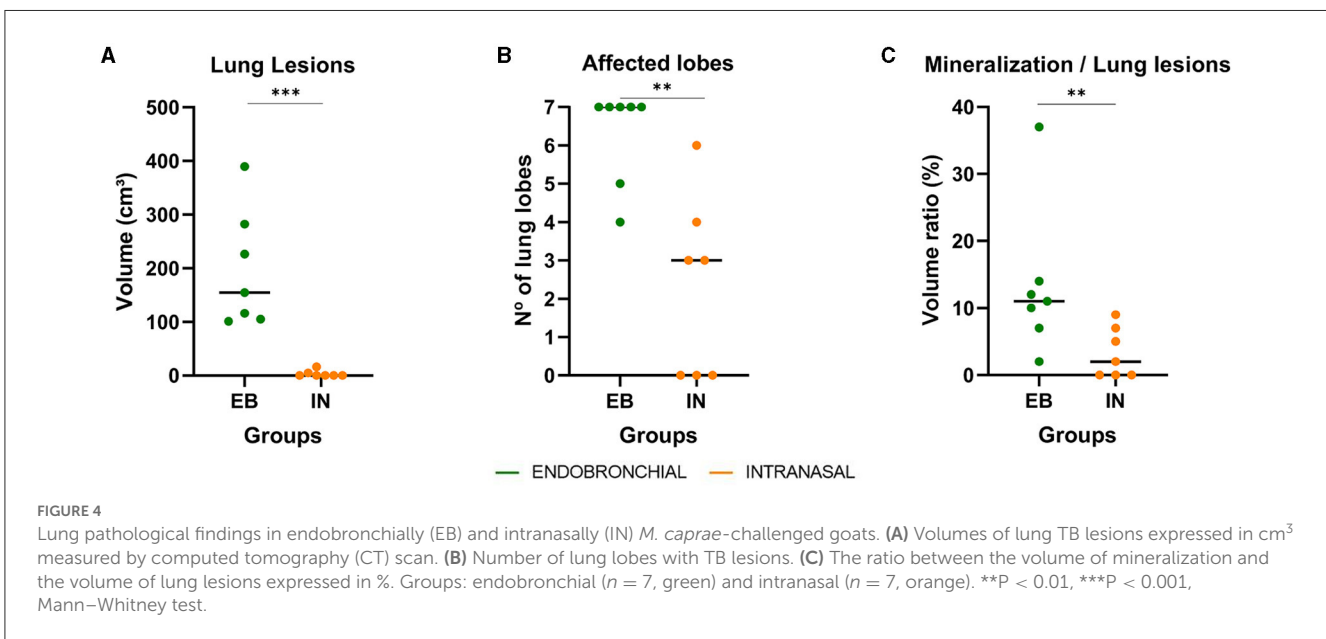 A
Lung Lesions
***
500
400
300
200
100
0
Volume (cm³)
EB
IN
Groups
B
Affected lobes
**
7
6
5
4
3
2
1
0
Nº of lung lobes
EB
IN
Groups
C
Mineralization / Lung lesions
**
40
30
20
10
0
Volume ratio (%)
EB
IN
Groups
ENDOBRONCHIAL
INTRANASAL
FIGURE 4
Lung pathological findings in endobronchially (EB) and intranasally (IN) M. caprae-challenged goats. (A) Volumes of lung TB lesions expressed in cm³
measured by computed tomography (CT) scan. (B) Number of lung lobes with TB lesions. (C) The ratio between the volume of mineralization and
the volume of lung lesions expressed in %. Groups: endobronchial (n = 7, green) and intranasal (n = 7, orange). **P < 0.01, ***P < 0.001,
Mann–Whitney test.